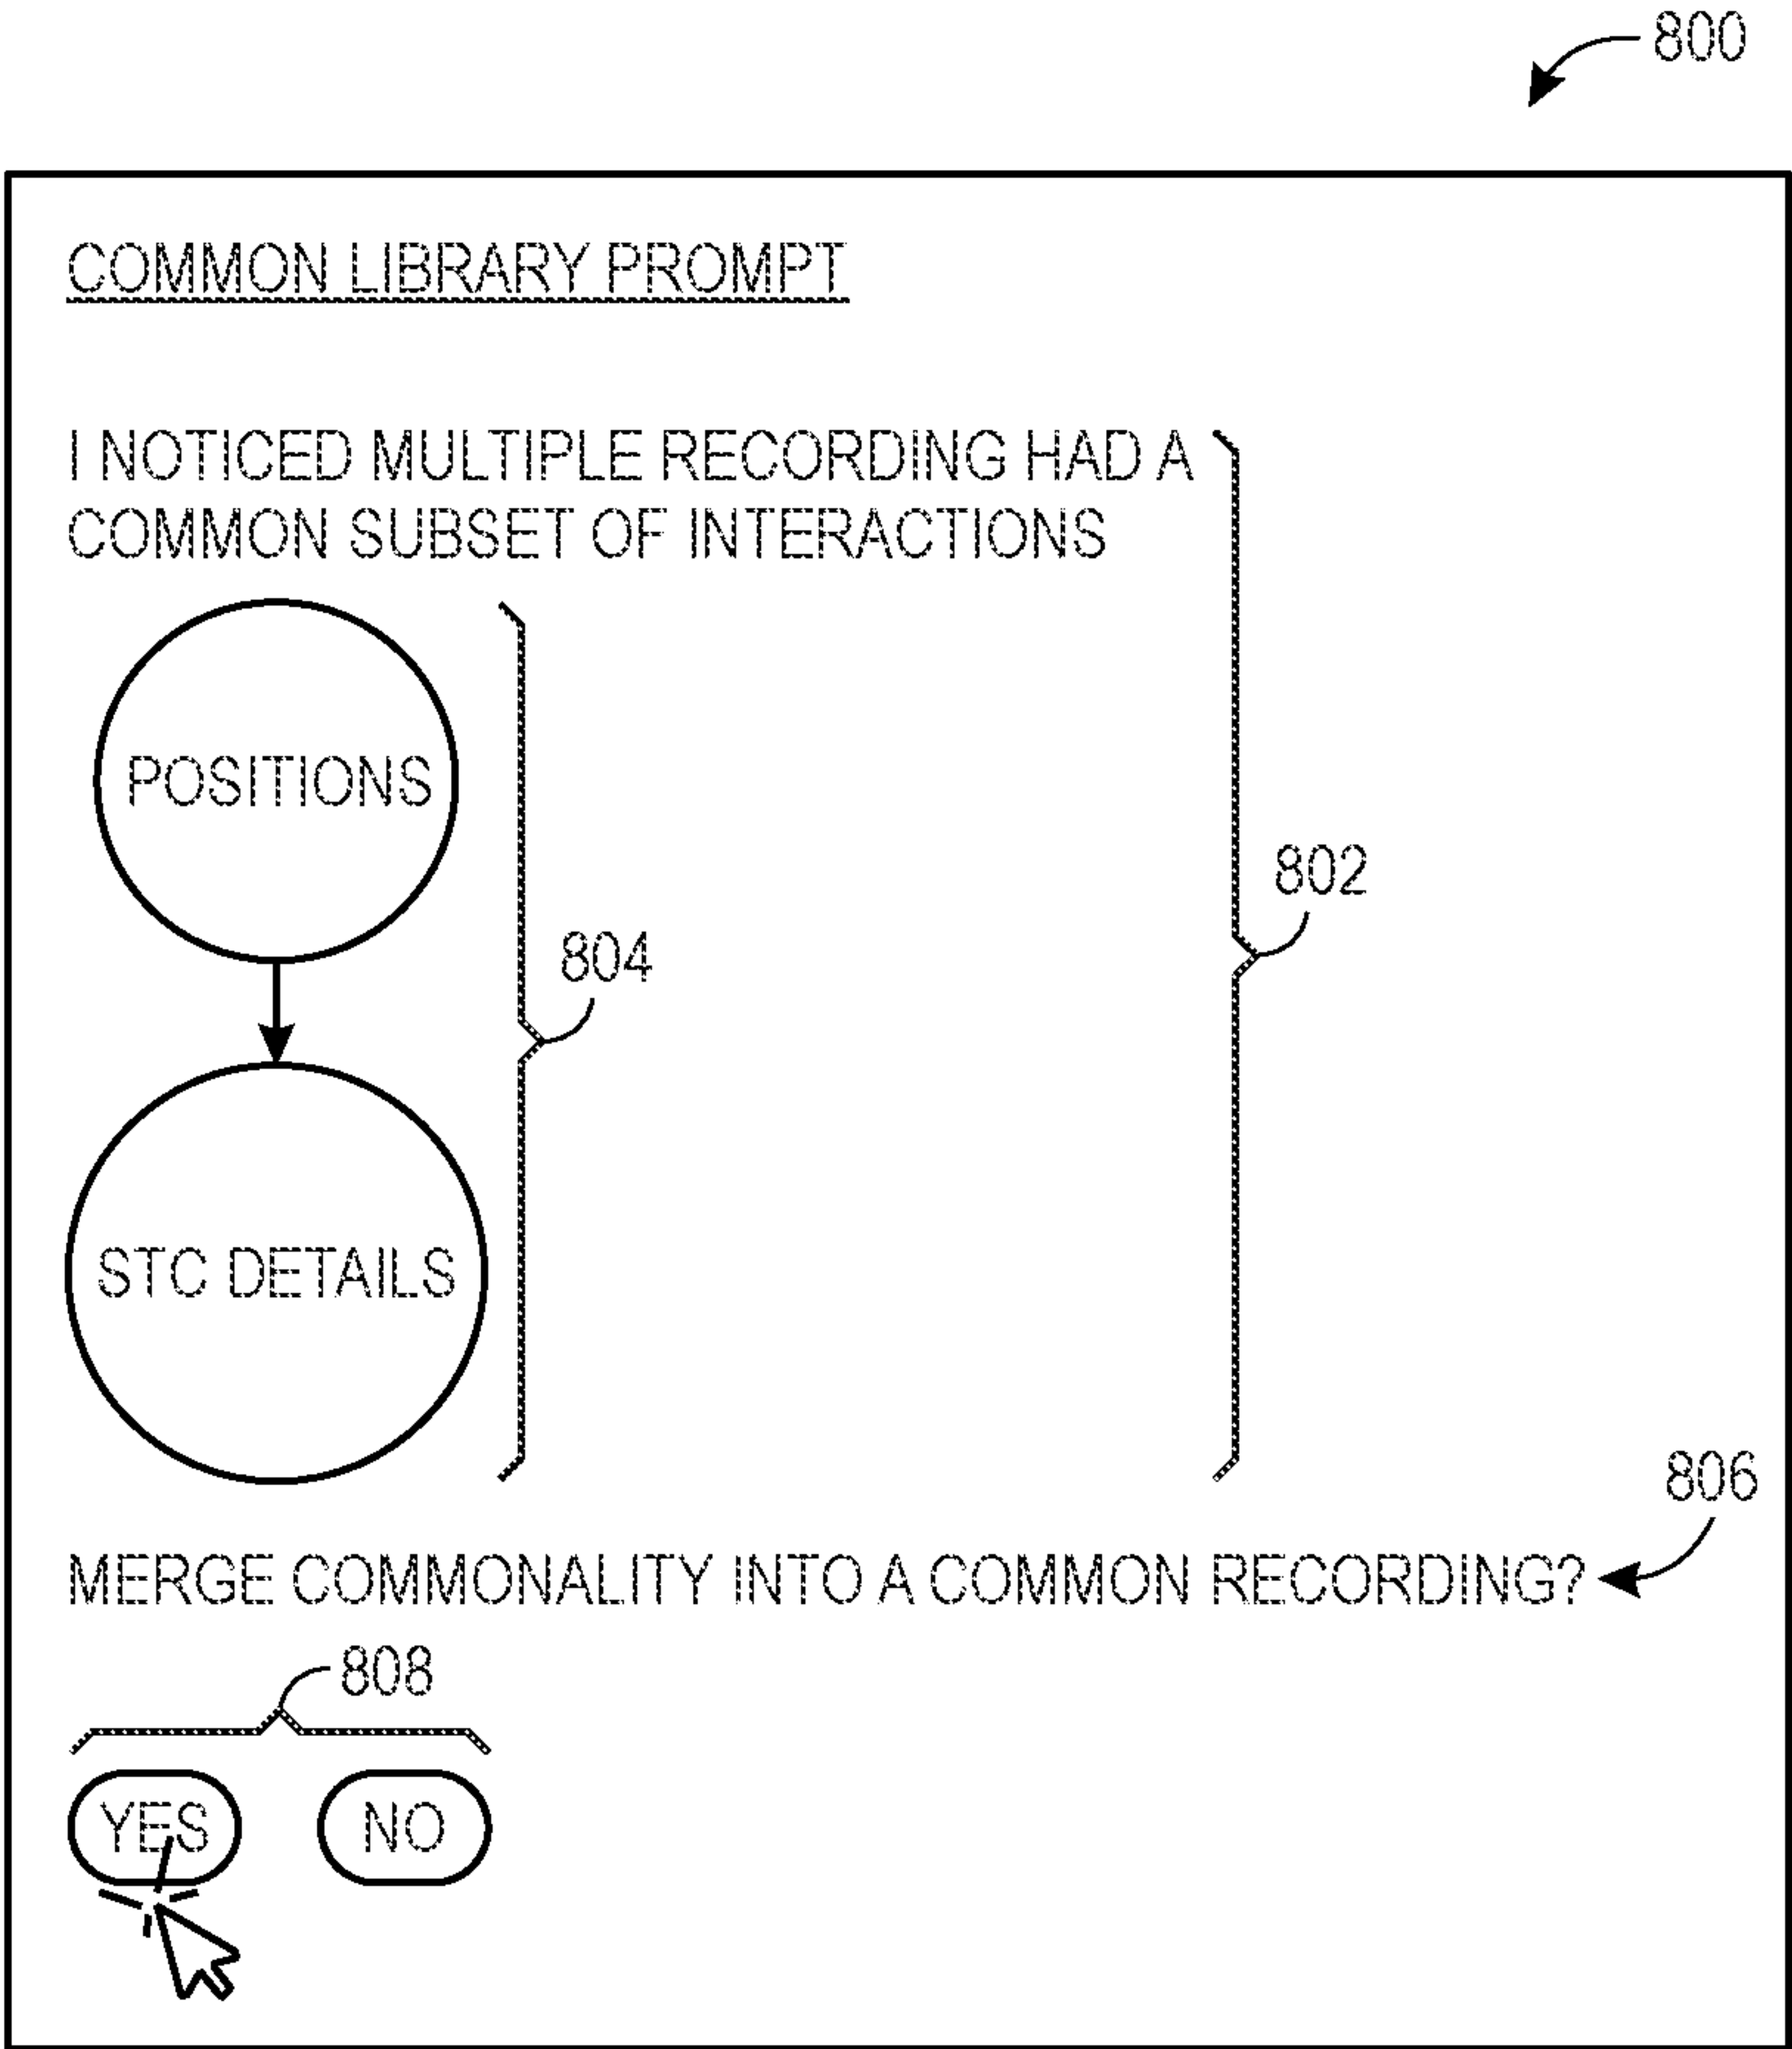 800
COMMON LIBRARY PROMPT
I NOTICED MULTIPLE RECORDING HAD A
COMMON SUBSET OF INTERACTIONS
POSITIONS
802
804
STC DETAILS
806
MERGE COMMONALITY INTO A COMMON RECORDING?
808
YES NO